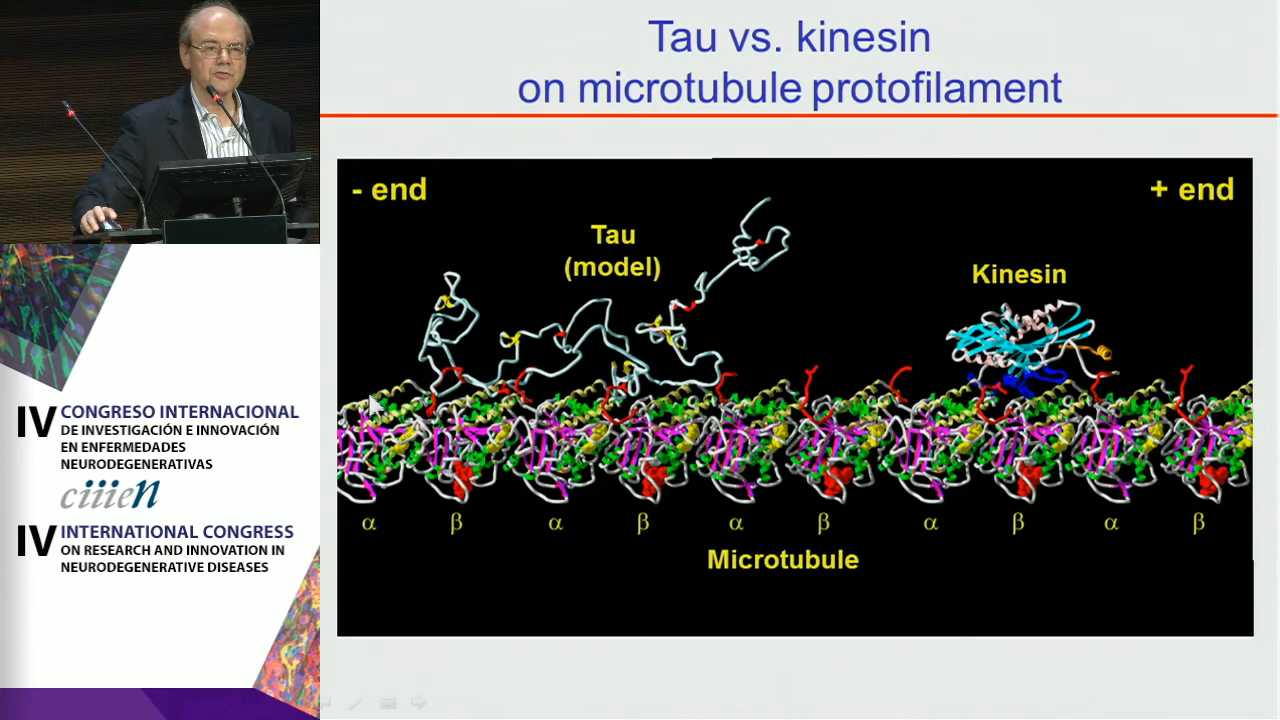 Tau vs. kinesin
on microtubule protofilament
- end
+ end
Tau
(model)
Kinesin
α
β
α
β
α
β
α
β
α
β
Microtubule
IV CONGRESO INTERNACIONAL
DE INVESTIGACIÓN E INNOVACIÓN
EN ENFERMEDADES
NEURODEGENERATIVAS
ciiien
IV INTERNATIONAL CONGRESS
ON RESEARCH AND INNOVATION IN
NEURODEGENERATIVE DISEASES